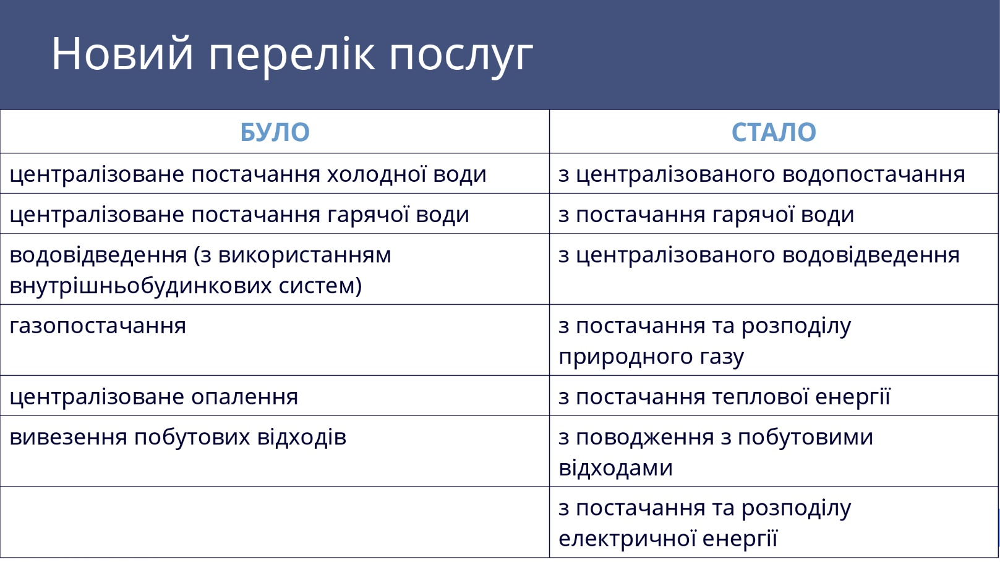 Новий перелік послуг
БУЛО
СТАЛО
централізоване постачання холодної води
з централізованого водопостачання
централізоване постачання гарячої води
з постачання гарячої води
водовідведення (з використанням
внутрішньобудинкових систем)
з централізованого водовідведення
газопостачання
з постачання та розподілу
природного газу
централізоване опалення
з постачання теплової енергії
вивезення побутових відходів
з поводження з побутовими
відходами
з постачання та розподілу
електричної енергії